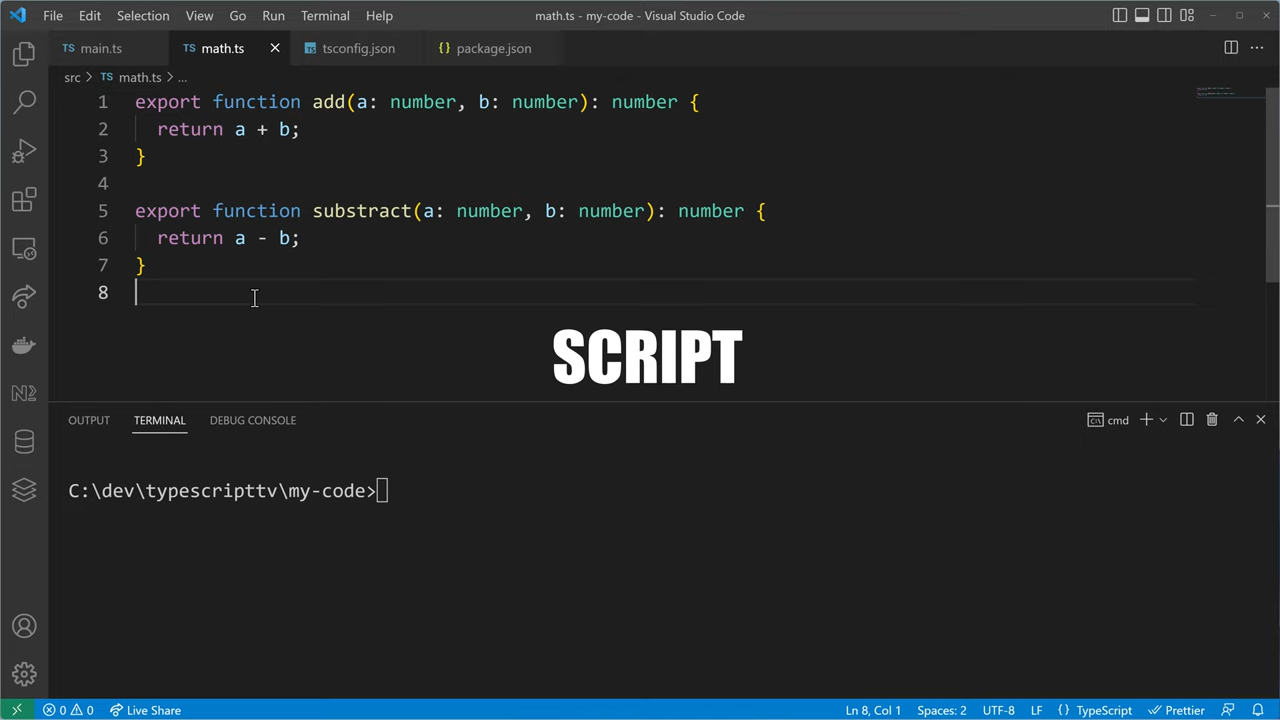 File Edit Selection View Go Run Terminal Help math.ts - my-code - Visual Studio Code
TS main.ts TS math.ts tsconfig.json {} package.json
src > TS math.ts > ...
1 export function add(a: number, b: number): number {
2 return a + b;
3 }
4
5 export function substract(a: number, b: number): number {
6 return a - b;
7 }
8
SCRIPT
OUTPUT TERMINAL DEBUG CONSOLE cmd
C:\dev\typescripttv\my-code>
0 0 Live Share Ln 8, Col 1 Spaces: 2 UTF-8 LF {} TypeScript Prettier